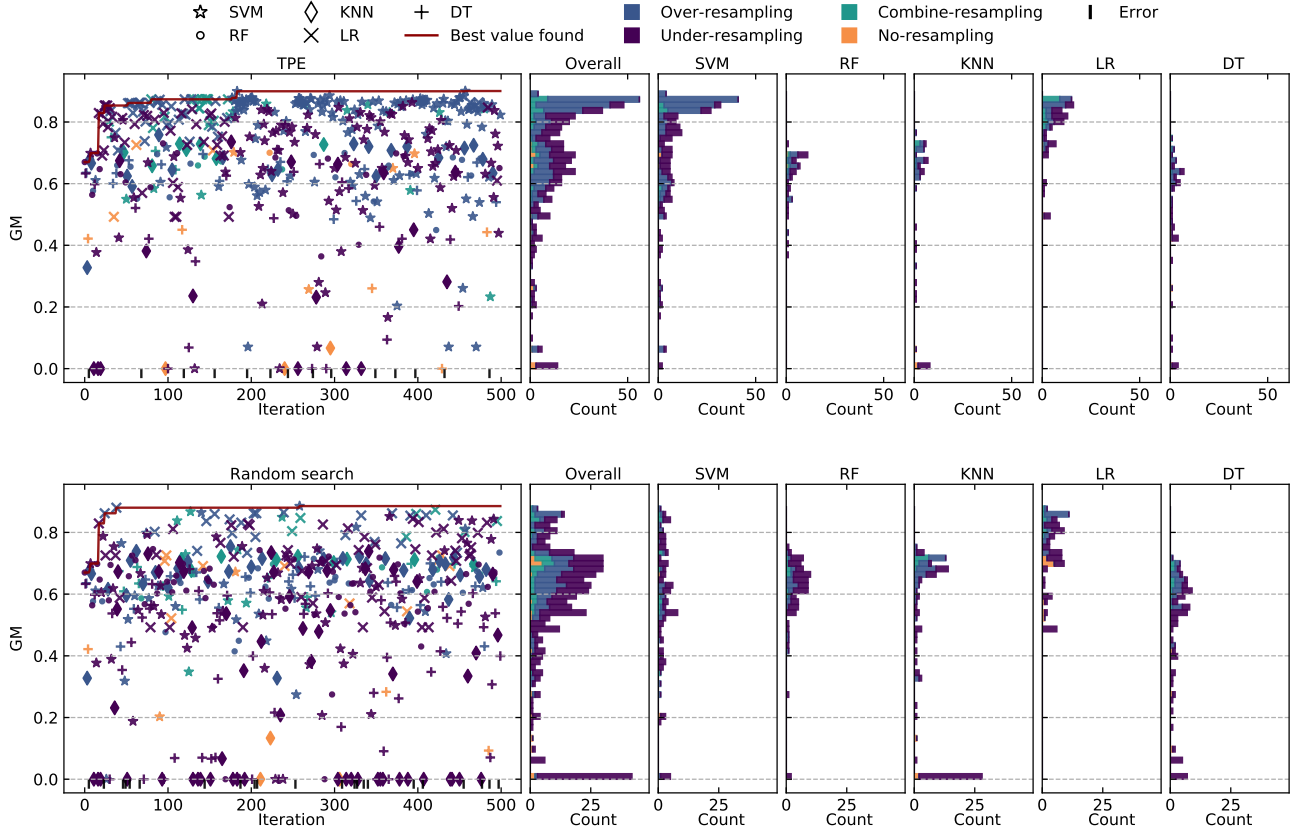 SVM KNN DT Over-resampling Combine-resampling Error
RF LR Best value found Under-resampling No-resampling
TPE Overall SVM RF KNN LR DT
0.8
0.6
0.4
0.2
0.0
GM
0 100 200 300 400 500 0 50 0 50 0 50 0 50 0 50 0 50
Iteration Count Count Count Count Count Count
Random search Overall SVM RF KNN LR DT
0.8
0.6
0.4
0.2
0.0
GM
0 100 200 300 400 500 0 25 0 25 0 25 0 25 0 25 0 25
Iteration Count Count Count Count Count Count